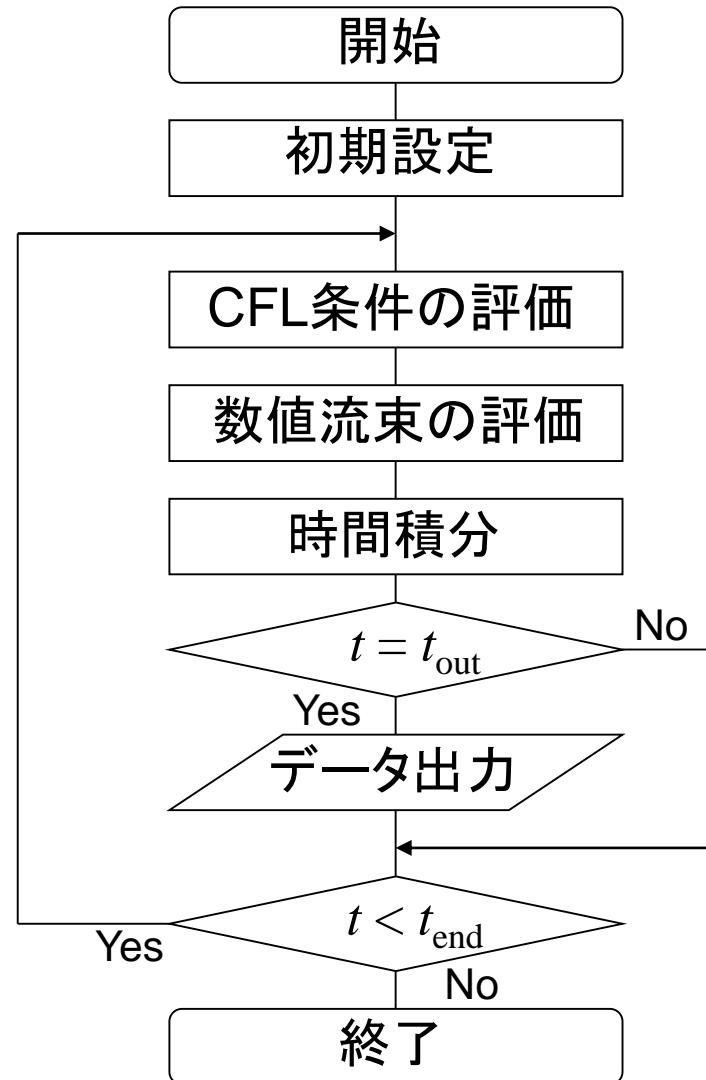 開始
初期設定
CFL条件の評価
数値流束の評価
時間積分
t = t_out
No
Yes
データ出力
t < t_end
Yes
No
終了